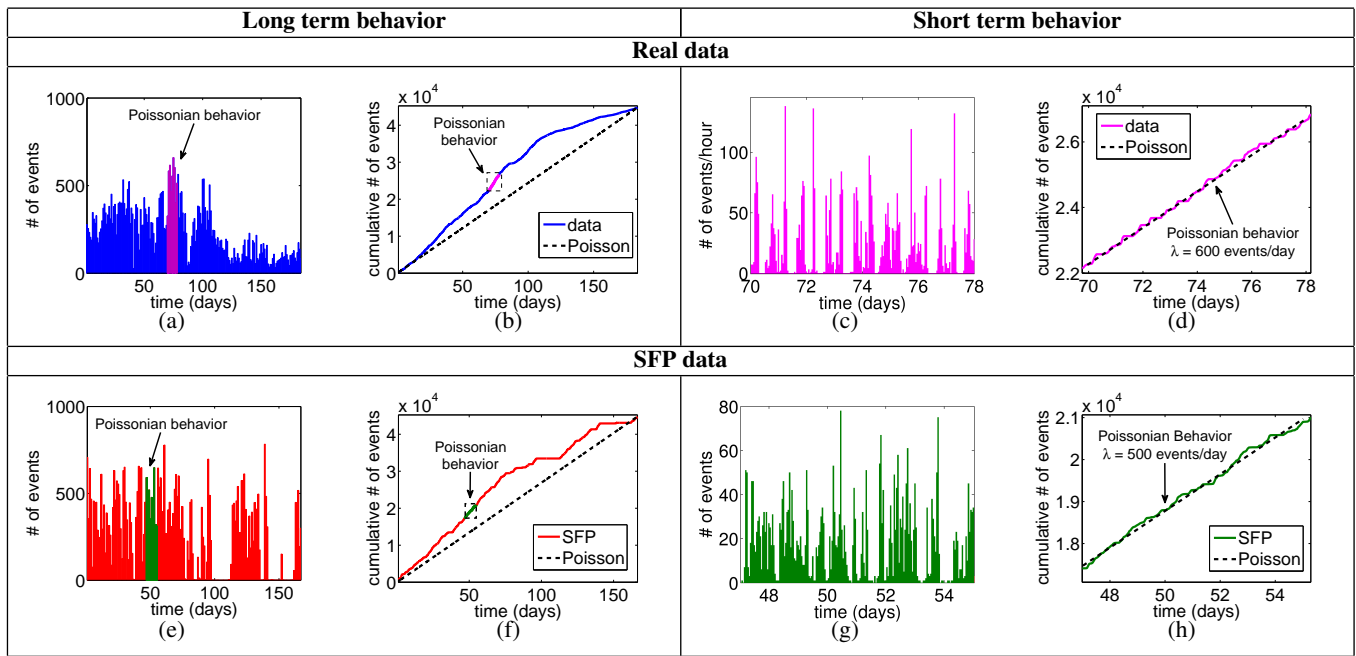 Long term behavior
Short term behavior
Real data
1000
500
0
50 100 150
# of events
time (days)
Poissonian behavior
(a)
x 10^4
4
3
2
1
0
50 100 150
cumulative # of events
time (days)
Poissonian
behavior
data
Poisson
(b)
100
50
0
70 72 74 76 78
# of events/hour
time (days)
(c)
x 10^4
2.6
2.4
2.2
70 72 74 76 78
cumulative # of events
time (days)
data
Poisson
Poissonian behavior
λ = 600 events/day
(d)
SFP data
1000
500
0
50 100 150
# of events
time (days)
Poissonian behavior
(e)
x 10^4
4
3
2
1
0
50 100 150
cumulative # of events
time (days)
Poissonian
behavior
SFP
Poisson
(f)
80
60
40
20
0
48 50 52 54
# of events
time (days)
(g)
x 10^4
2.1
2
1.9
1.8
48 50 52 54
cumulative # of events
time (days)
Poissonian Behavior
λ = 500 events/day
SFP
Poisson
(h)